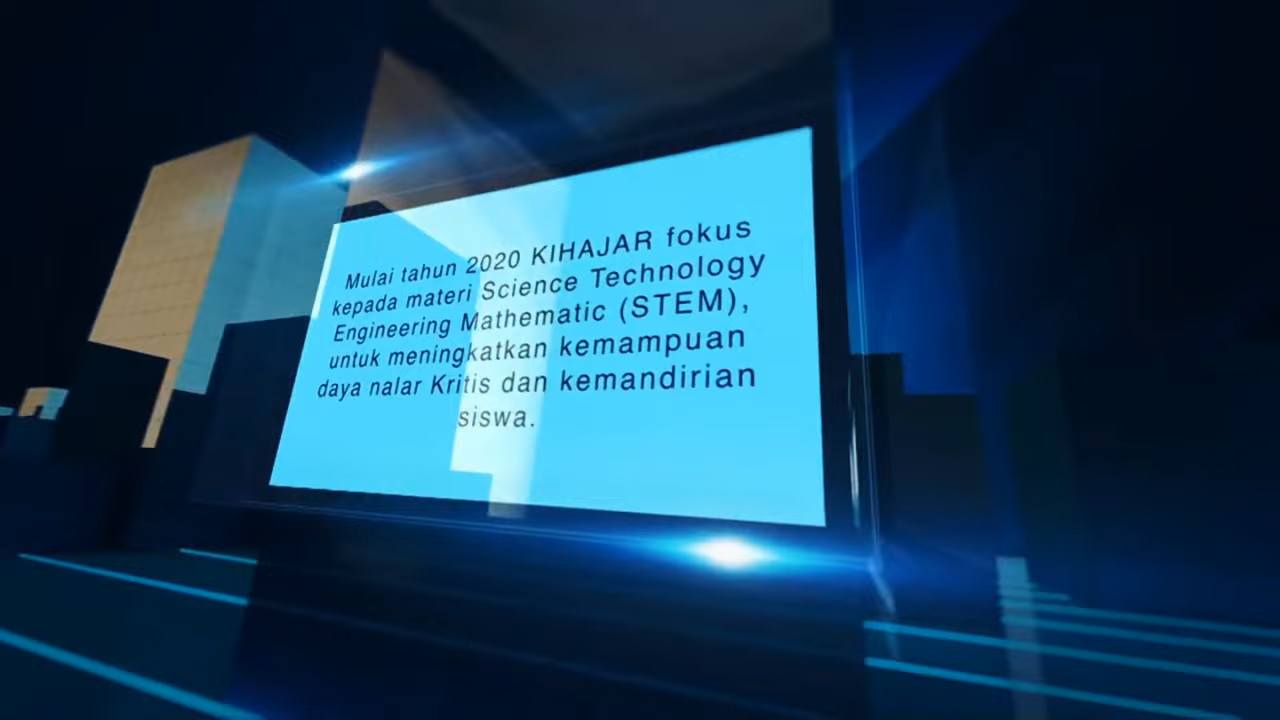 Mulai tahun 2020 KIHAJAR fokus
kepada materi Science Technology
Engineering Mathematic (STEM),
untuk meningkatkan kemampuan
daya nalar Kritis dan kemandirian
siswa.